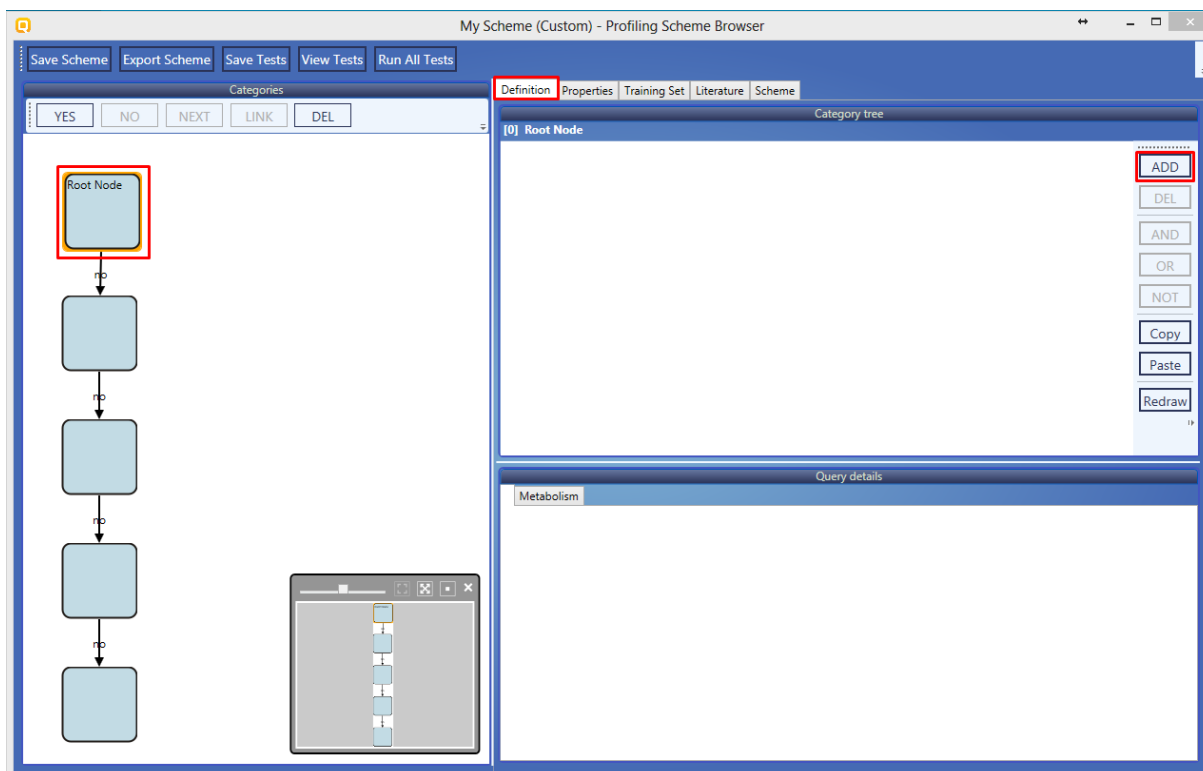 My Scheme (Custom) - Profiling Scheme Browser
Save Scheme Export Scheme Save Tests View Tests Run All Tests
Categories
YES NO NEXT LINK DEL
Root Node
no
no
no
no
Definition Properties Training Set Literature Scheme
Category tree
[0] Root Node
ADD
DEL
AND
OR
NOT
Copy
Paste
Redraw
Query details
Metabolism